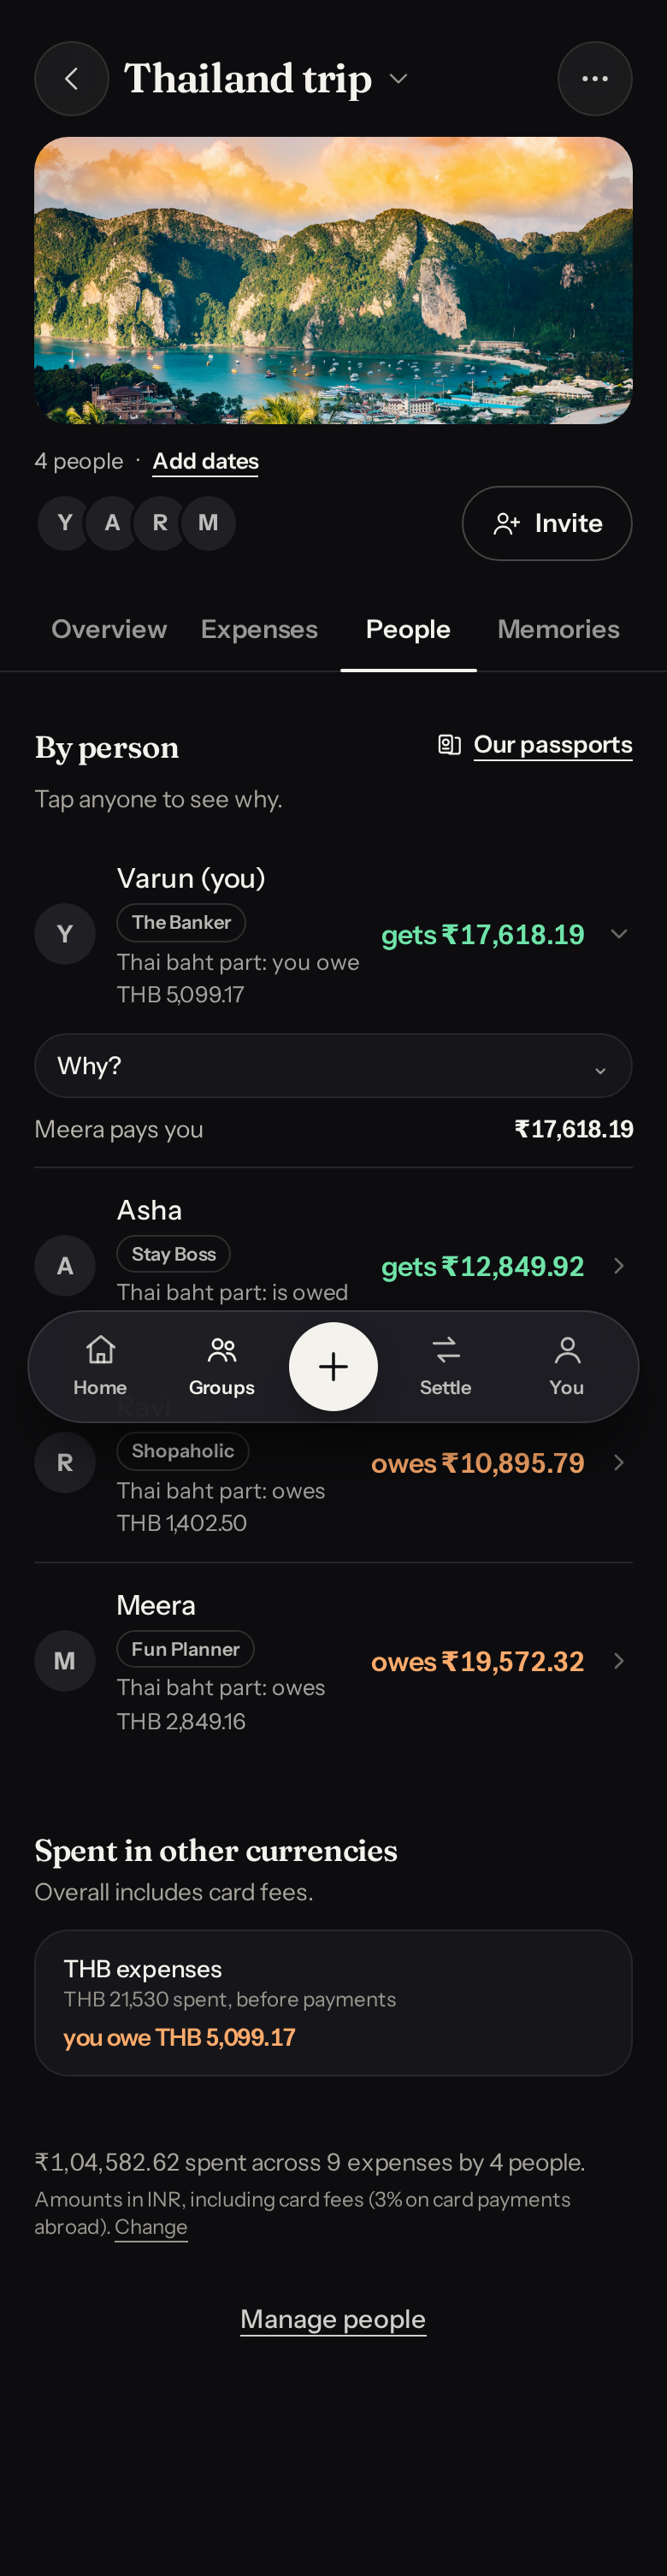 Thailand trip
4 people · Add dates
Y A R M
Invite
Overview Expenses People Memories
By person
Our passports
Tap anyone to see why.
Varun (you)
Y
The Banker
gets ₹17,618.19
Thai baht part: you owe
THB 5,099.17
Why?
Meera pays you ₹17,618.19
Asha
A
Stay Boss
gets ₹12,849.92
Thai baht part: is owed
Home Groups Settle You
Ravi
R
Shopaholic
owes ₹10,895.79
Thai baht part: owes
THB 1,402.50
Meera
M
Fun Planner
owes ₹19,572.32
Thai baht part: owes
THB 2,849.16
Spent in other currencies
Overall includes card fees.
THB expenses
THB 21,530 spent, before payments
you owe THB 5,099.17
₹1,04,582.62 spent across 9 expenses by 4 people.
Amounts in INR, including card fees (3% on card payments
abroad). Change
Manage people